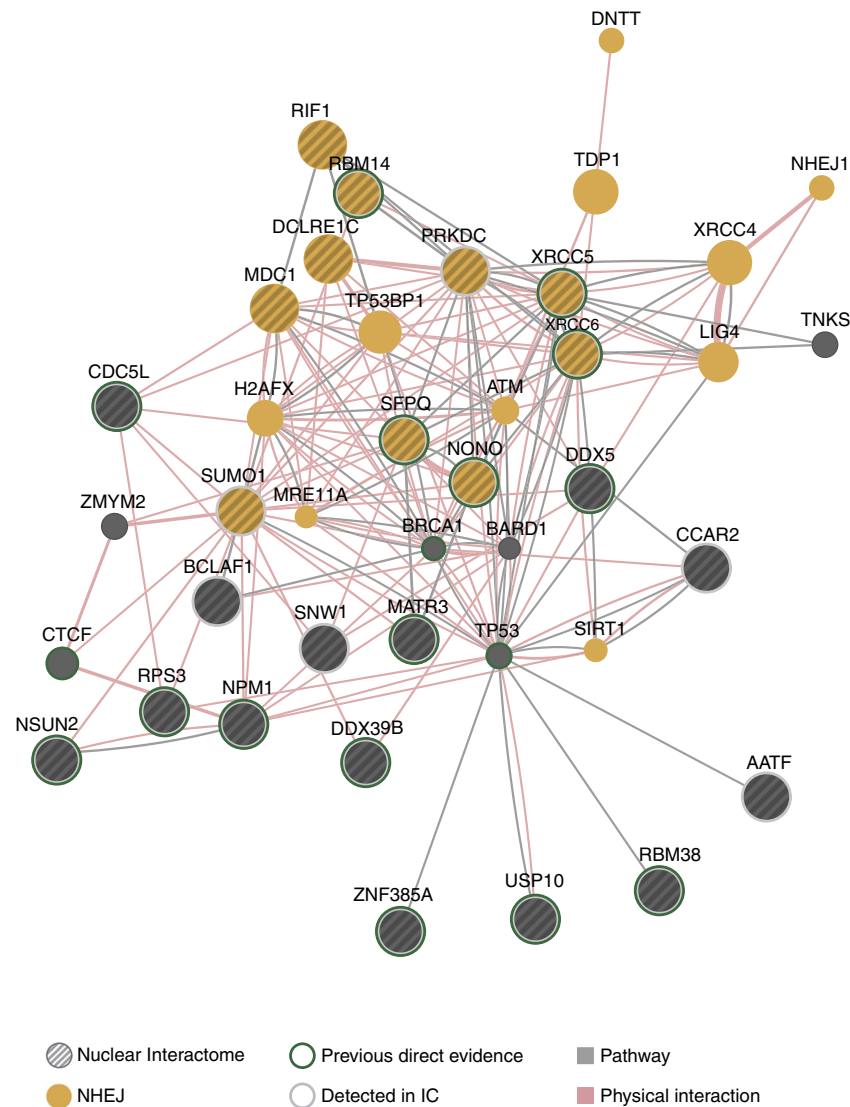 DNTT
RIF1
RBM14
TDP1
NHEJ1
DCLRE1C
PRKDC
XRCC4
XRCC5
MDC1
TP53BP1
XRCC6
LIG4
TNKS
CDC5L
H2AFX
SFPQ
ATM
NONO
DDX5
SUMO1
MRE11A
ZMYM2
BRCA1
BARD1
CCAR2
BCLAF1
SNW1
MATR3
TP53
SIRT1
CTCF
RPS3
NPM1
NSUN2
DDX39B
AATF
RBM38
ZNF385A
USP10
Nuclear Interactome
Previous direct evidence
Pathway
NHEJ
Detected in IC
Physical interaction